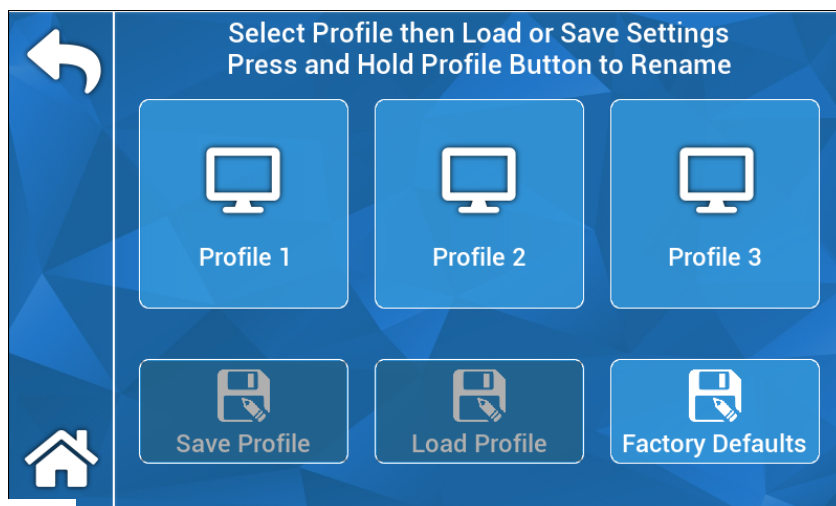 Select Profile then Load or Save Settings
Press and Hold Profile Button to Rename
Profile 1
Profile 2
Profile 3
Save Profile
Load Profile
Factory Defaults